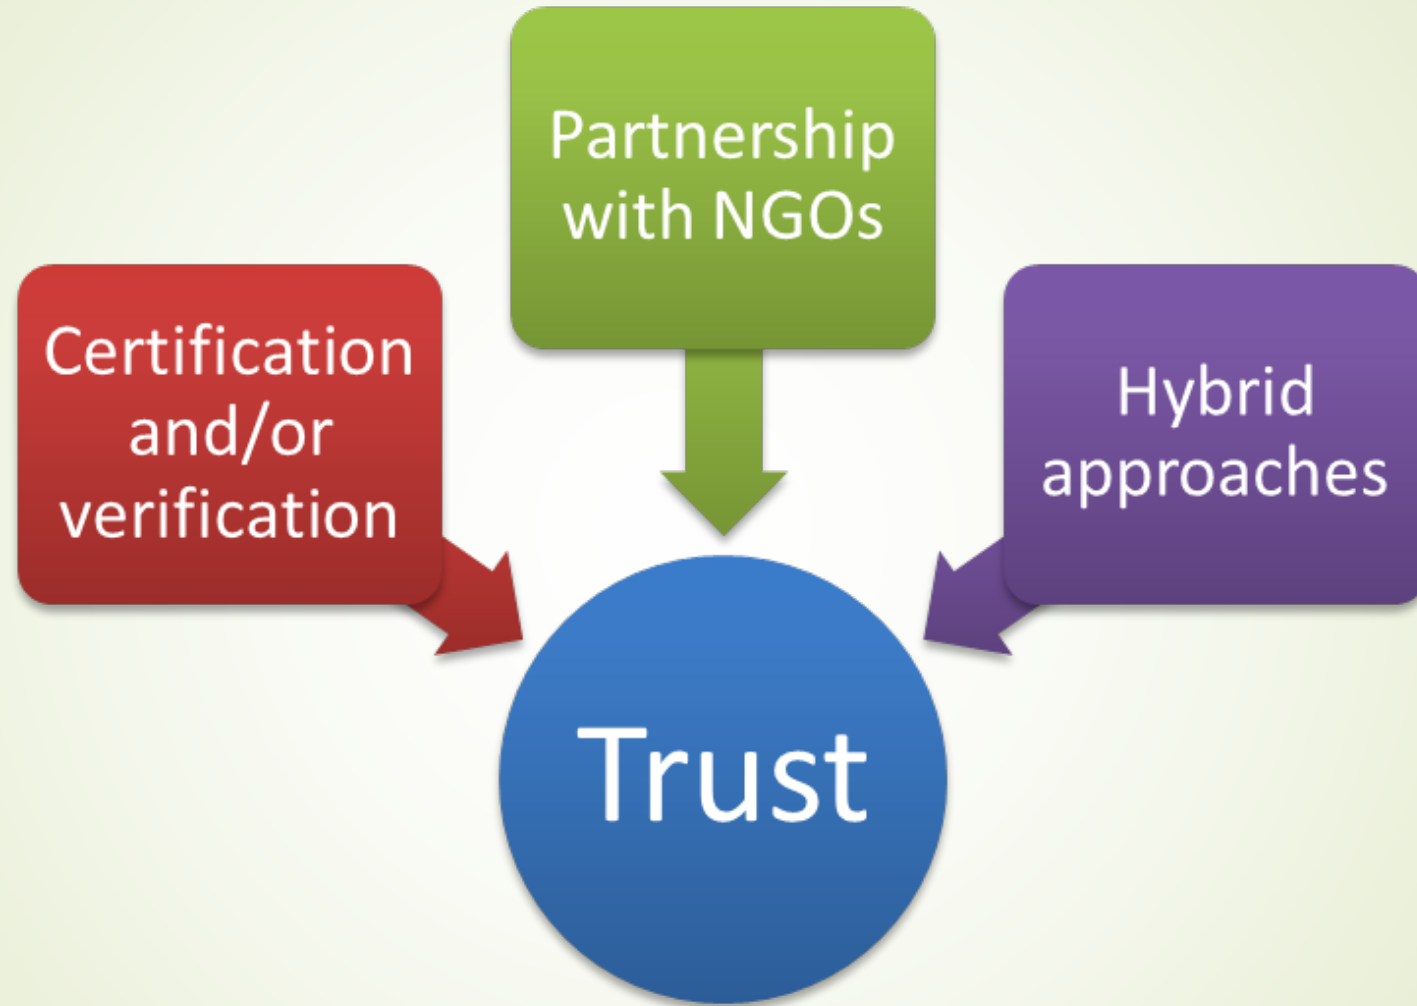 Partnership
with NGOs
Certification
and/or
verification
Hybrid
approaches
Trust